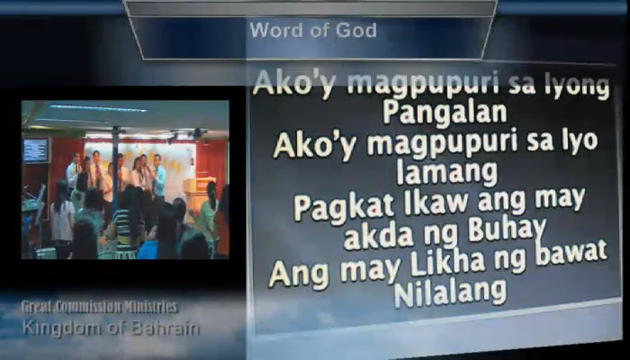 Word of God
Ako'y magpupuri sa Iyong
Pangalan
Ako'y magpupuri sa Iyo
lamang
Pagkat Ikaw ang may
akda ng Buhay
Ang may Likha ng bawat
Nilalang
Great Commission Ministries
Kingdom of Bahrain